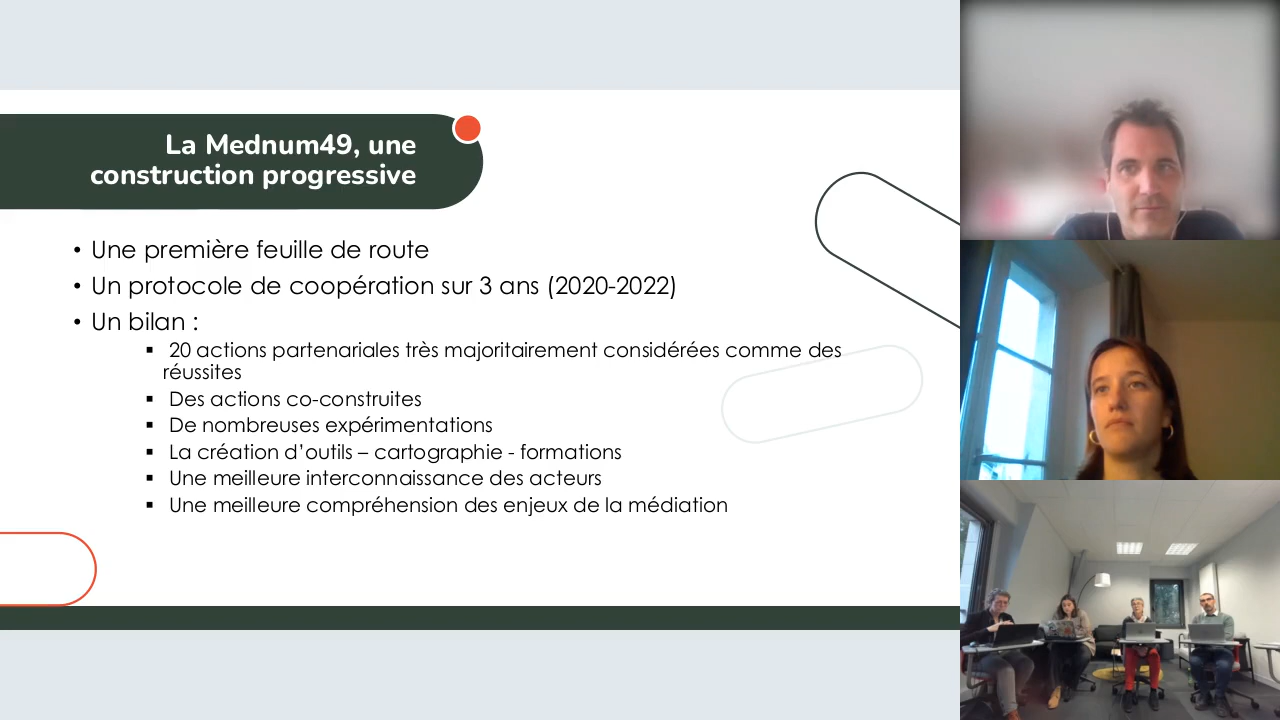 La Mednum49, une
construction progressive
• Une première feuille de route
• Un protocole de coopération sur 3 ans (2020-2022)
• Un bilan :
▪ 20 actions partenariales très majoritairement considérées comme des
réussites
▪ Des actions co-construites
▪ De nombreuses expérimentations
▪ La création d’outils – cartographie - formations
▪ Une meilleure interconnaissance des acteurs
▪ Une meilleure compréhension des enjeux de la médiation